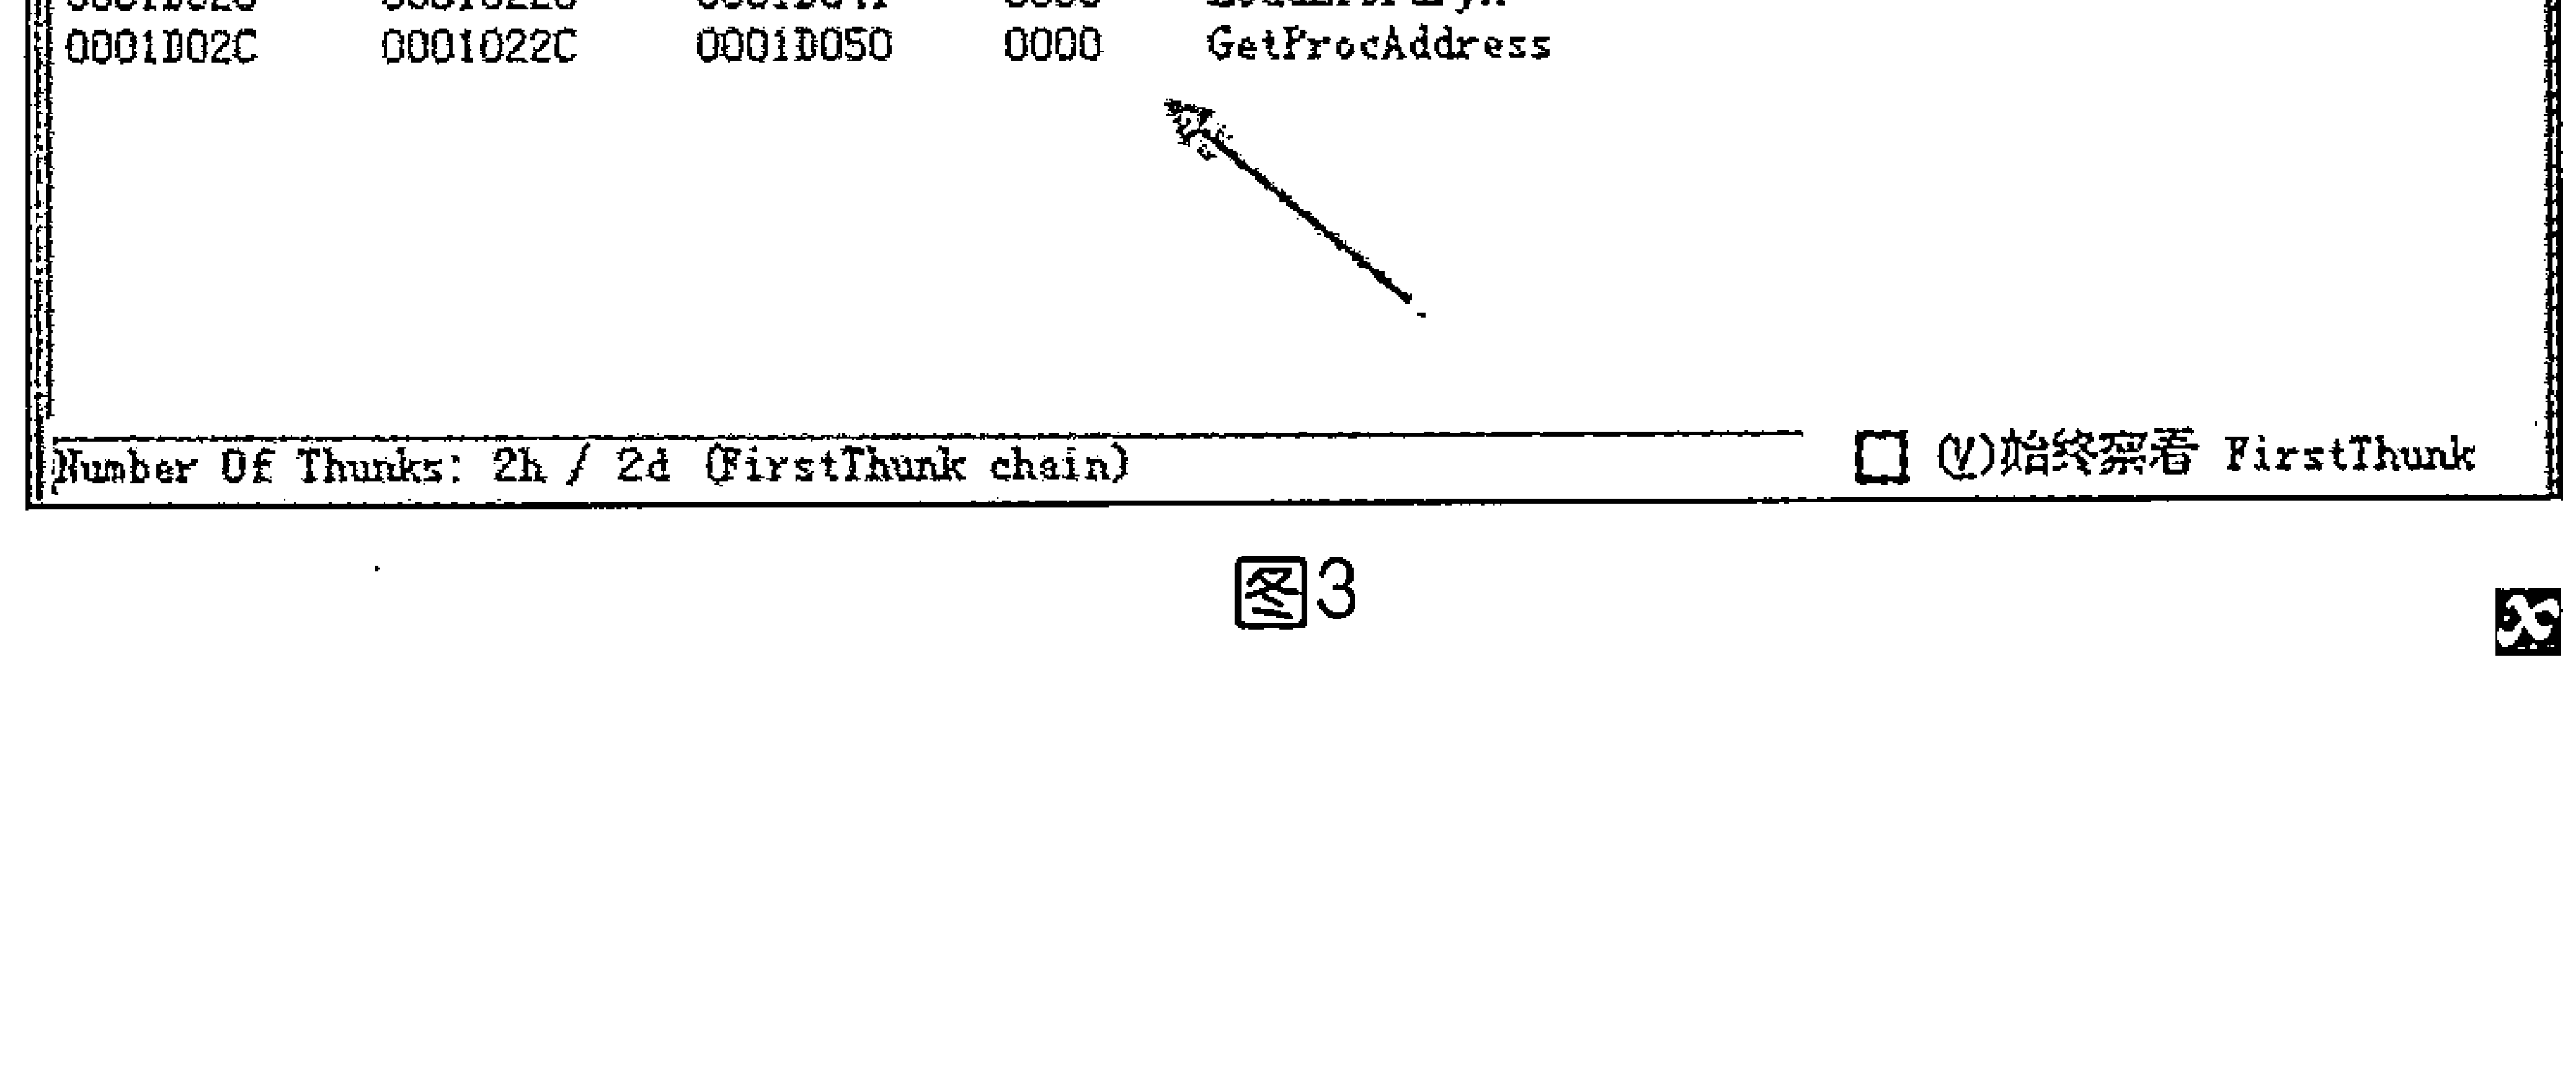 0001D02C 0001022C 0001D050 0000 GetProcAddress
Number Of Thunks: 2h / 2d (FirstThunk chain) (V)始终察看 FirstThunk
图3